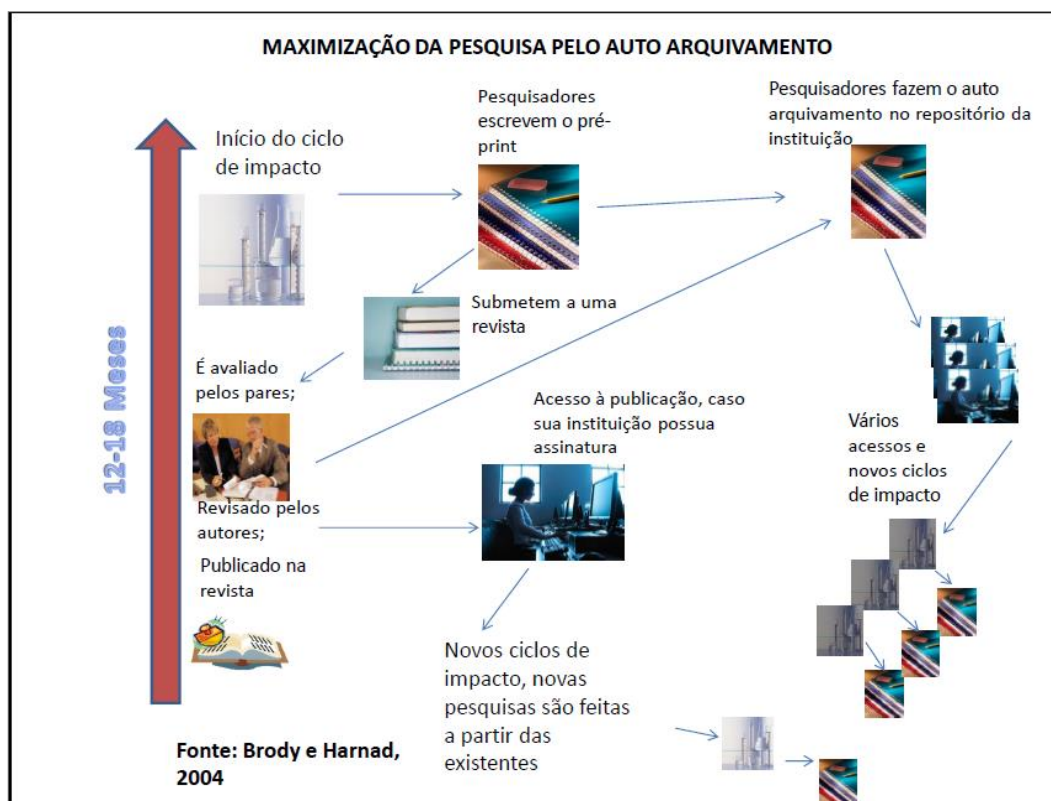 MAXIMIZAÇÃO DA PESQUISA PELO AUTO ARQUIVAMENTO
Início do ciclo
de impacto
Pesquisadores
escrevem o pré-
print
Pesquisadores fazem o auto
arquivamento no repositório da
instituição
Submetem a uma
revista
12-18 Meses
É avaliado
pelos pares;
Acesso à publicação, caso
sua instituição possua
assinatura
Vários
acessos e
novos ciclos
de impacto
Revisado pelos
autores;
Publicado na
revista
Novos ciclos de
impacto, novas
pesquisas são feitas
a partir das
existentes
Fonte: Brody e Harnad,
2004